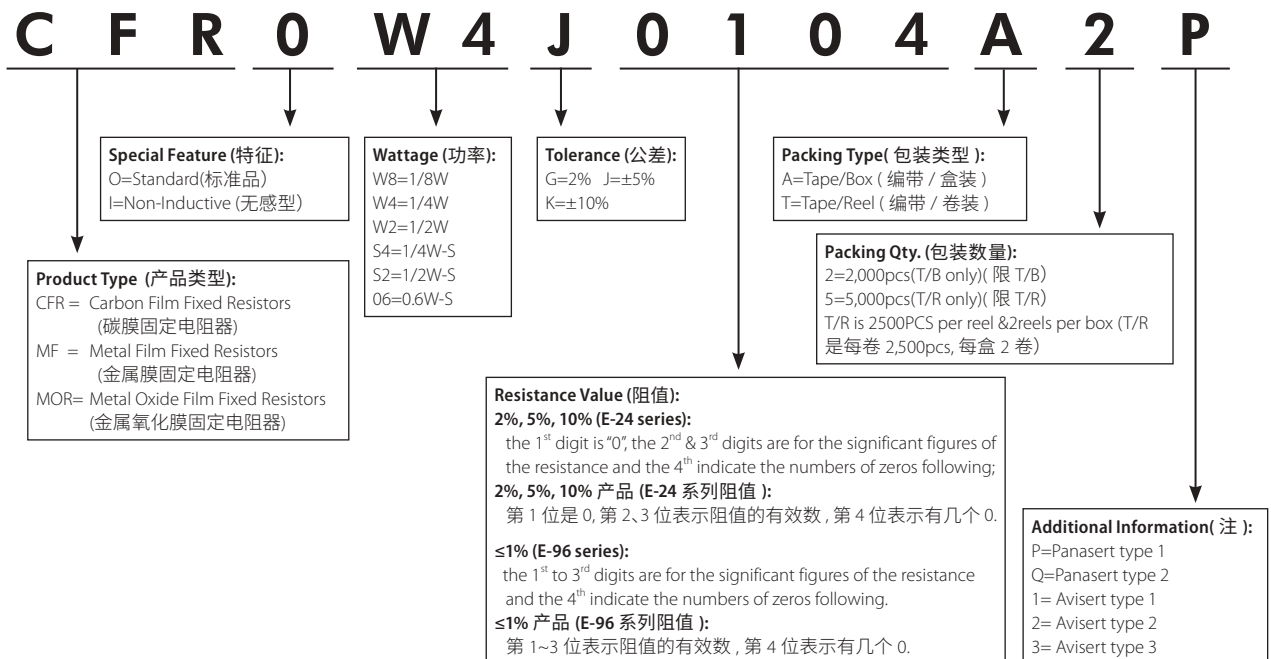 C F R 0 W 4 J 0 1 0 4 A 2 P
Special Feature (特征):
O=Standard(标准品)
I=Non-Inductive (无感型)
Wattage (功率):
W8=1/8W
W4=1/4W
W2=1/2W
S4=1/4W-S
S2=1/2W-S
06=0.6W-S
Tolerance (公差):
G=2% J=±5%
K=±10%
Packing Type( 包装类型 ):
A=Tape/Box ( 编带 / 盒装 )
T=Tape/Reel ( 编带 / 卷装 )
Packing Qty. (包装数量):
2=2,000pcs(T/B only)( 限 T/B)
5=5,000pcs(T/R only)( 限 T/R)
T/R is 2500PCS per reel &2reels per box (T/R
是每卷 2,500pcs, 每盒 2 卷)
Product Type (产品类型):
CFR = Carbon Film Fixed Resistors
(碳膜固定电阻器)
MF = Metal Film Fixed Resistors
(金属膜固定电阻器)
MOR= Metal Oxide Film Fixed Resistors
(金属氧化膜固定电阻器)
Resistance Value (阻值):
2%, 5%, 10% (E-24 series):
the 1st digit is "0", the 2nd & 3rd digits are for the significant figures of
the resistance and the 4th indicate the numbers of zeros following;
2%, 5%, 10% 产品 (E-24 系列阻值 ):
第 1 位是 0, 第 2、3 位表示阻值的有效数 , 第 4 位表示有几个 0.
≤1% (E-96 series):
the 1st to 3rd digits are for the significant figures of the resistance
and the 4th indicate the numbers of zeros following.
≤1% 产品 (E-96 系列阻值 ):
第 1~3 位表示阻值的有效数 , 第 4 位表示有几个 0.
Additional Information( 注 ):
P=Panasert type 1
Q=Panasert type 2
1= Avisert type 1
2= Avisert type 2
3= Avisert type 3